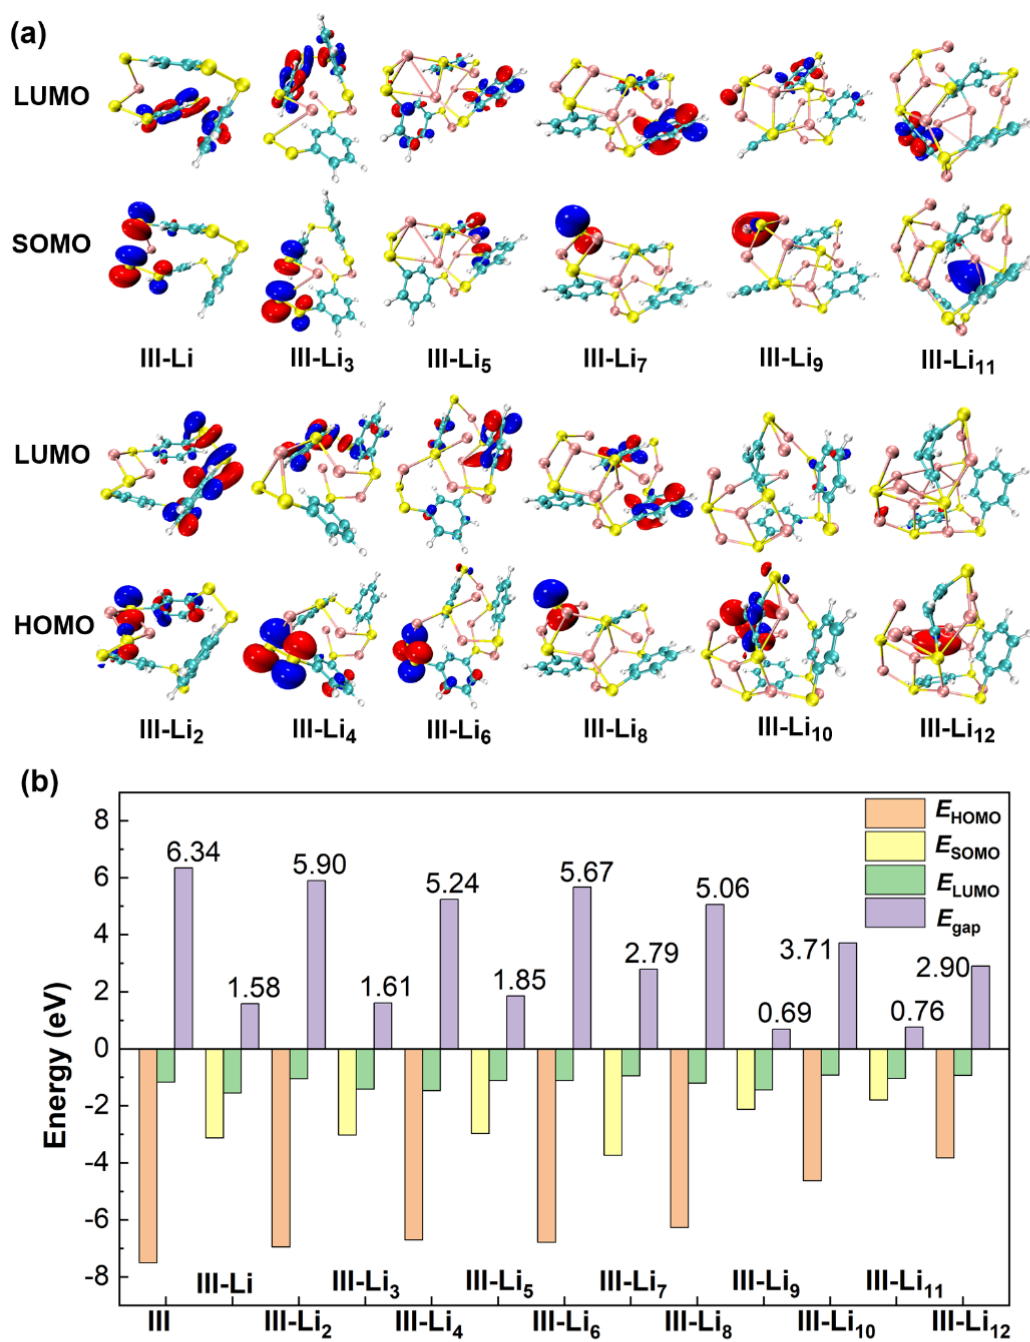 (a)
LUMO
SOMO
III-Li III-Li₃ III-Li₅ III-Li₇ III-Li₉ III-Li₁₁
LUMO
HOMO
III-Li₂ III-Li₄ III-Li₆ III-Li₈ III-Li₁₀ III-Li₁₂
(b)
E_HOMO
E_SOMO
E_LUMO
E_gap
6.34 1.58 5.90 1.61 5.24 1.85 5.67 2.79 5.06 0.69 3.71 0.76 2.90
Energy (eV)
8
6
4
2
0
-2
-4
-6
-8
III-Li III-Li₃ III-Li₅ III-Li₇ III-Li₉ III-Li₁₁
III III-Li₂ III-Li₄ III-Li₆ III-Li₈ III-Li₁₀ III-Li₁₂